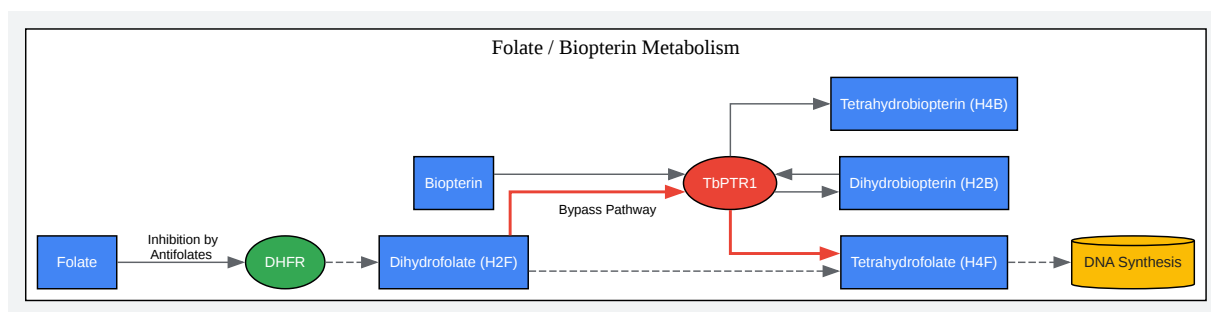 Folate / Biopterin Metabolism
Tetrahydrobiopterin (H4B)
Biopterin
TbPTR1
Dihydrobiopterin (H2B)
Bypass Pathway
Inhibition by
Antifolates
Folate
DHFR
Dihydrofolate (H2F)
Tetrahydrofolate (H4F)
DNA Synthesis